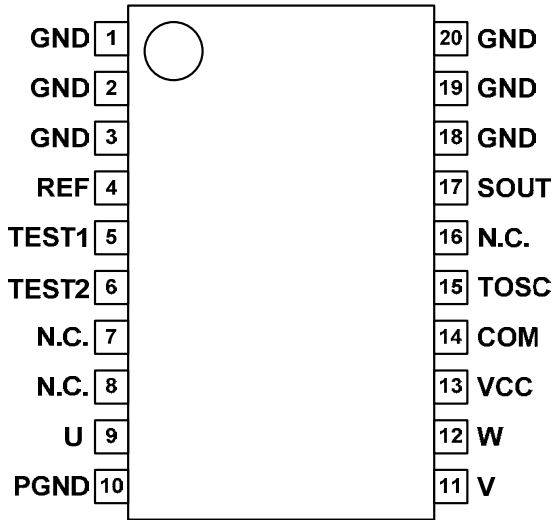 GND 1 20 GND
GND 2 19 GND
GND 3 18 GND
REF 4 17 SOUT
TEST1 5 16 N.C.
TEST2 6 15 TOSC
N.C. 7 14 COM
N.C. 8 13 VCC
U 9 12 W
PGND 10 11 V